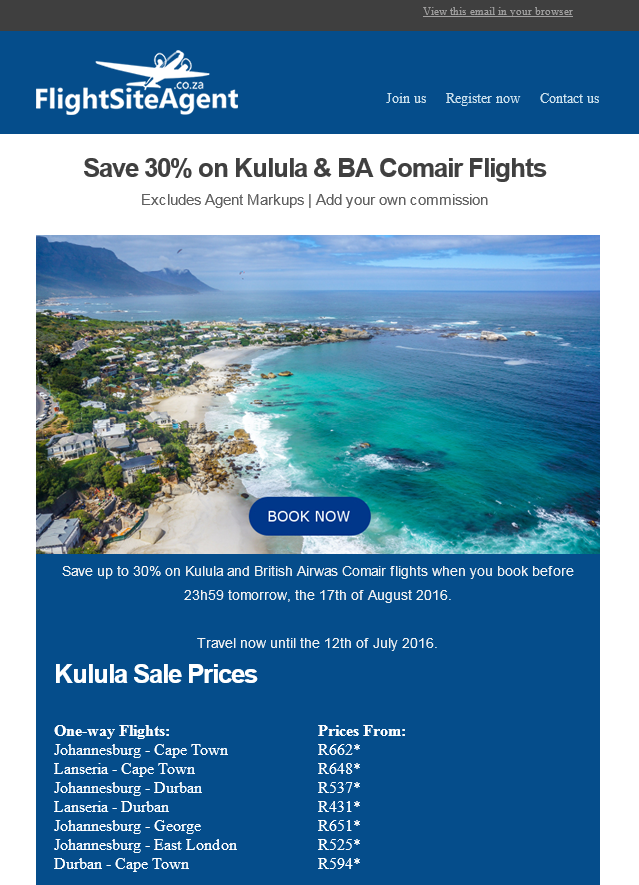 View this email in your browser
.co.za
FlightSiteAgent
Join us Register now Contact us
Save 30% on Kulula & BA Comair Flights
Excludes Agent Markups | Add your own commission
BOOK NOW
Save up to 30% on Kulula and British Airwas Comair flights when you book before
23h59 tomorrow, the 17th of August 2016.
Travel now until the 12th of July 2016.
Kulula Sale Prices
One-way Flights: Prices From:
Johannesburg - Cape Town R662*
Lanseria - Cape Town R648*
Johannesburg - Durban R537*
Lanseria - Durban R431*
Johannesburg - George R651*
Johannesburg - East London R525*
Durban - Cape Town R594*